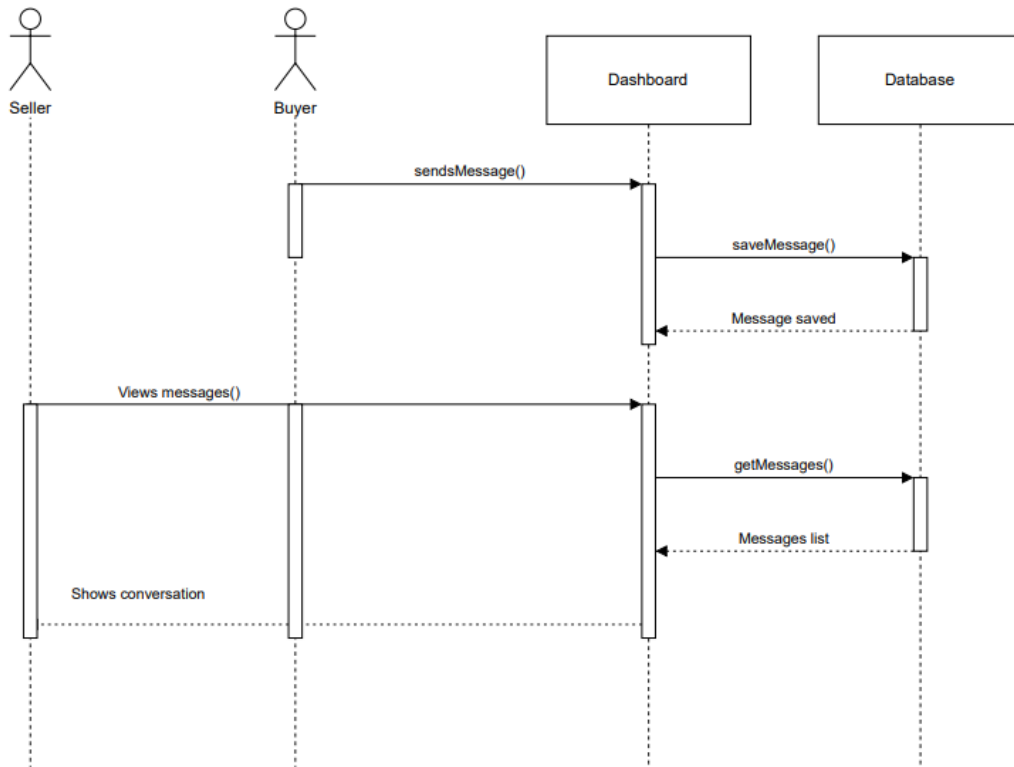 Seller
Buyer
Dashboard
Database
sendsMessage()
saveMessage()
Message saved
Views messages()
getMessages()
Messages list
Shows conversation